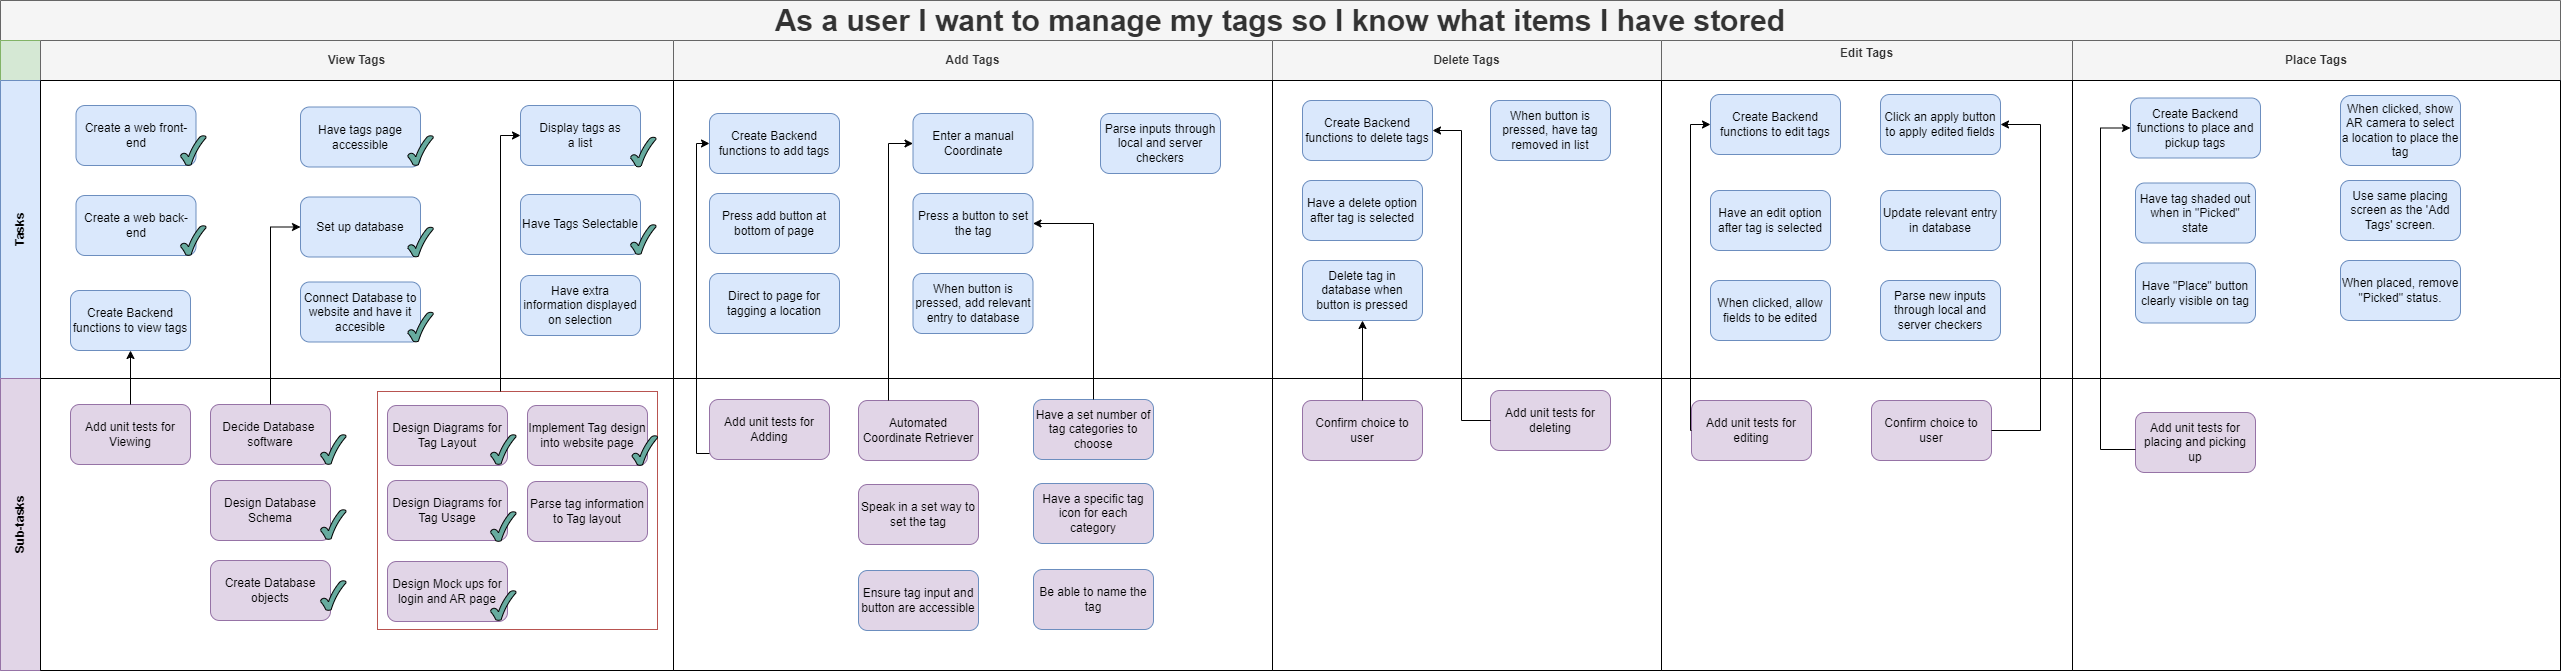 As a user I want to manage my tags so I know what items I have stored
View Tags
Add Tags
Delete Tags
Edit Tags
Place Tags
Tasks
Create a web front-
end
Have tags page
accessible
Display tags as
a list
Create a web back-
end
Set up database
Have Tags Selectable
Create Backend
functions to view tags
Connect Database to
website and have it
accesible
Have extra
information displayed
on selection
Create Backend
functions to add tags
Enter a manual
Coordinate
Parse inputs through
local and server
checkers
Press add button at
bottom of page
Press a button to set
the tag
Direct to page for
tagging a location
When button is
pressed, add relevant
entry to database
Create Backend
functions to delete tags
When button is
pressed, have tag
removed in list
Have a delete option
after tag is selected
Delete tag in
database when
button is pressed
Create Backend
functions to edit tags
Click an apply button
to apply edited fields
Have an edit option
after tag is selected
Update relevant entry
in database
When clicked, allow
fields to be edited
Parse new inputs
through local and
server checkers
Create Backend
functions to place and
pickup tags
When clicked, show
AR camera to select
a location to place the
tag
Have tag shaded out
when in "Picked"
state
Use same placing
screen as the 'Add
Tags' screen.
Have "Place" button
clearly visible on tag
When placed, remove
"Picked" status.
Sub-tasks
Add unit tests for
Viewing
Decide Database
software
Design Diagrams for
Tag Layout
Implement Tag design
into website page
Design Database
Schema
Design Diagrams for
Tag Usage
Parse tag information
to Tag layout
Create Database
objects
Design Mock ups for
login and AR page
Add unit tests for
Adding
Automated
Coordinate Retriever
Have a set number of
tag categories to
choose
Speak in a set way to
set the tag
Have a specific tag
icon for each
category
Ensure tag input and
button are accessible
Be able to name the
tag
Confirm choice to
user
Add unit tests for
deleting
Add unit tests for
editing
Confirm choice to
user
Add unit tests for
placing and picking
up